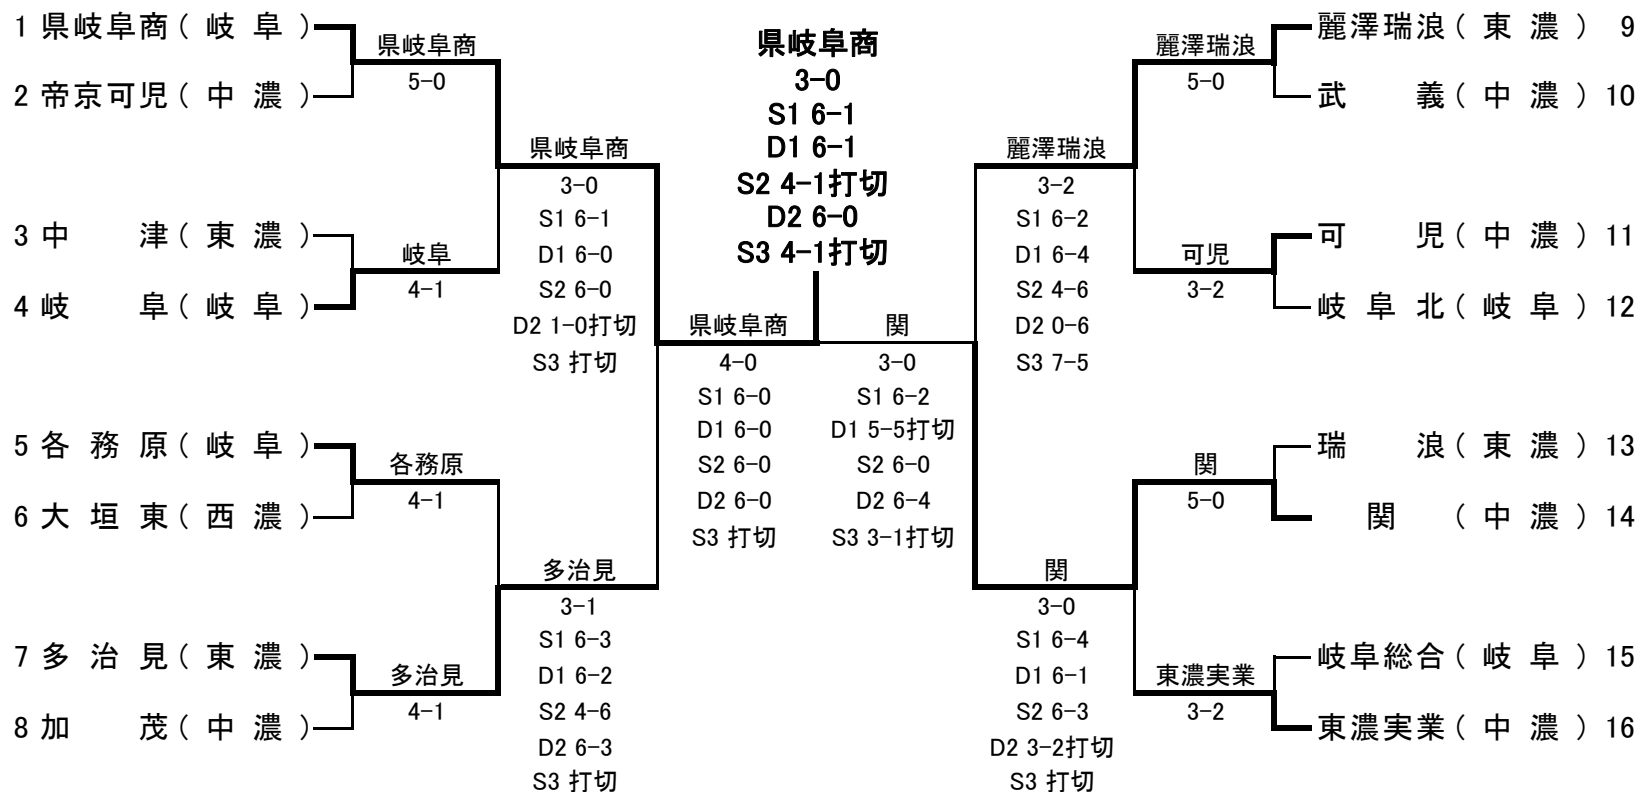 1 県岐阜商 ( 岐 阜 )
2 帝京可児 ( 中 濃 )
3 中 津 ( 東 濃 )
4 岐 阜 ( 岐 阜 )
5 各 務 原 ( 岐 阜 )
6 大 垣 東 ( 西 濃 )
7 多 治 見 ( 東 濃 )
8 加 茂 ( 中 濃 )
県岐阜商
5-0
岐阜
4-1
各務原
4-1
多治見
4-1
県岐阜商
3-0
S1 6-1
D1 6-0
S2 6-0
D2 1-0打切
S3 打切
多治見
3-1
S1 6-3
D1 6-2
S2 4-6
D2 6-3
S3 打切
県岐阜商
4-0
S1 6-0
D1 6-0
S2 6-0
D2 6-0
S3 打切
県岐阜商
3-0
S1 6-1
D1 6-1
S2 4-1打切
D2 6-0
S3 4-1打切
関
3-0
S1 6-2
D1 5-5打切
S2 6-0
D2 6-4
S3 3-1打切
麗澤瑞浪
3-2
S1 6-2
D1 6-4
S2 4-6
D2 0-6
S3 7-5
関
3-0
S1 6-4
D1 6-1
S2 6-3
D2 3-2打切
S3 打切
麗澤瑞浪
5-0
可児
3-2
関
5-0
東濃実業
3-2
麗澤瑞浪 ( 東 濃 ) 9
武 義 ( 中 濃 ) 10
可 児 ( 中 濃 ) 11
岐 阜 北 ( 岐 阜 ) 12
瑞 浪 ( 東 濃 ) 13
関 ( 中 濃 ) 14
岐阜総合 ( 岐 阜 ) 15
東濃実業 ( 中 濃 ) 16